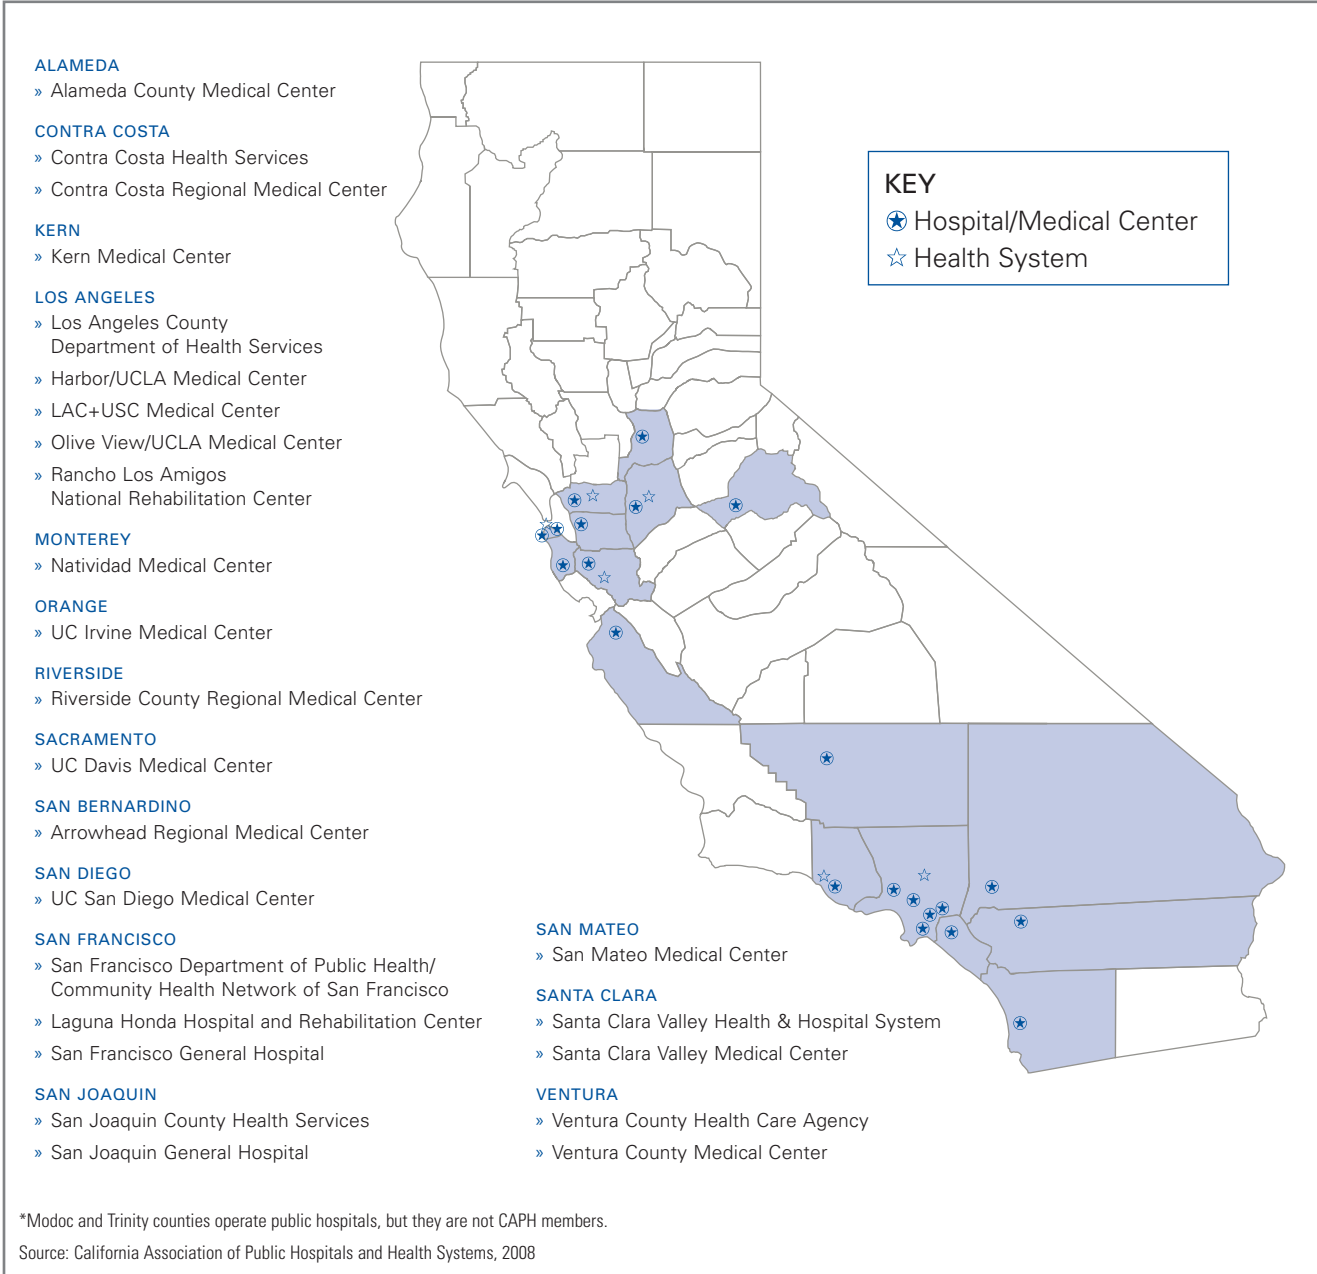 ALAMEDA
» Alameda County Medical Center
CONTRA COSTA
» Contra Costa Health Services
» Contra Costa Regional Medical Center
KERN
» Kern Medical Center
LOS ANGELES
» Los Angeles County
Department of Health Services
» Harbor/UCLA Medical Center
» LAC+USC Medical Center
» Olive View/UCLA Medical Center
» Rancho Los Amigos
National Rehabilitation Center
MONTEREY
» Natividad Medical Center
ORANGE
» UC Irvine Medical Center
RIVERSIDE
» Riverside County Regional Medical Center
SACRAMENTO
» UC Davis Medical Center
SAN BERNARDINO
» Arrowhead Regional Medical Center
SAN DIEGO
» UC San Diego Medical Center
SAN FRANCISCO
» San Francisco Department of Public Health/
Community Health Network of San Francisco
» Laguna Honda Hospital and Rehabilitation Center
» San Francisco General Hospital
SAN JOAQUIN
» San Joaquin County Health Services
» San Joaquin General Hospital
SAN MATEO
» San Mateo Medical Center
SANTA CLARA
» Santa Clara Valley Health & Hospital System
» Santa Clara Valley Medical Center
VENTURA
» Ventura County Health Care Agency
» Ventura County Medical Center
KEY
Hospital/Medical Center
Health System
*Modoc and Trinity counties operate public hospitals, but they are not CAPH members.
Source: California Association of Public Hospitals and Health Systems, 2008